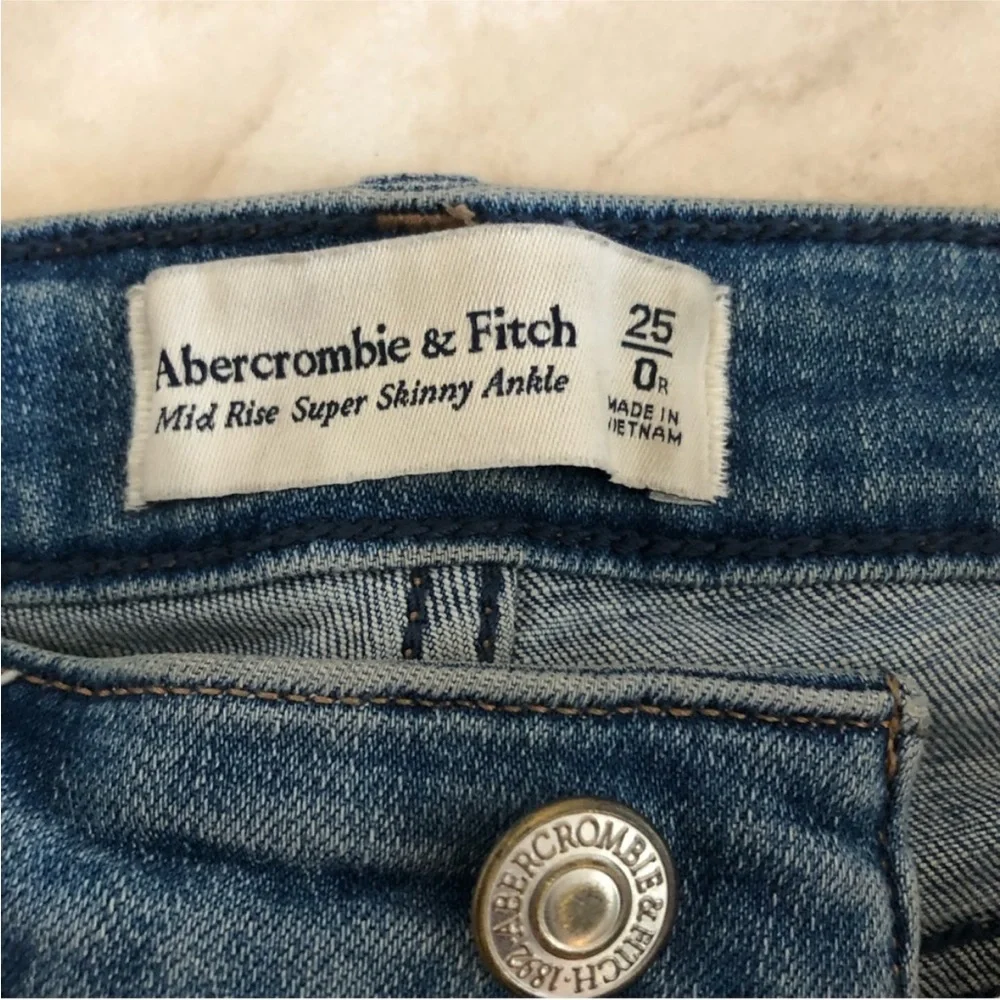 Abercrombie & Fitch
Mid Rise Super Skinny Ankle
25
0R
MADE IN
VIETNAM
ABERCROMBIE & FITCH · 1892 ·